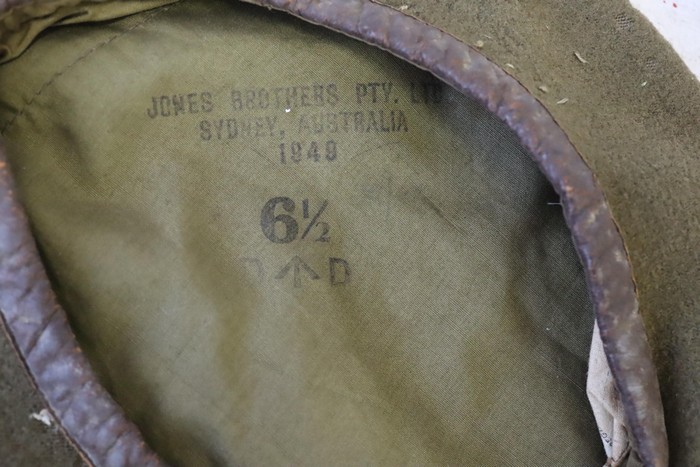 JONES BROTHERS PTY. LTD
SYDNEY, AUSTRALIA
1949
6½
D ↑ D